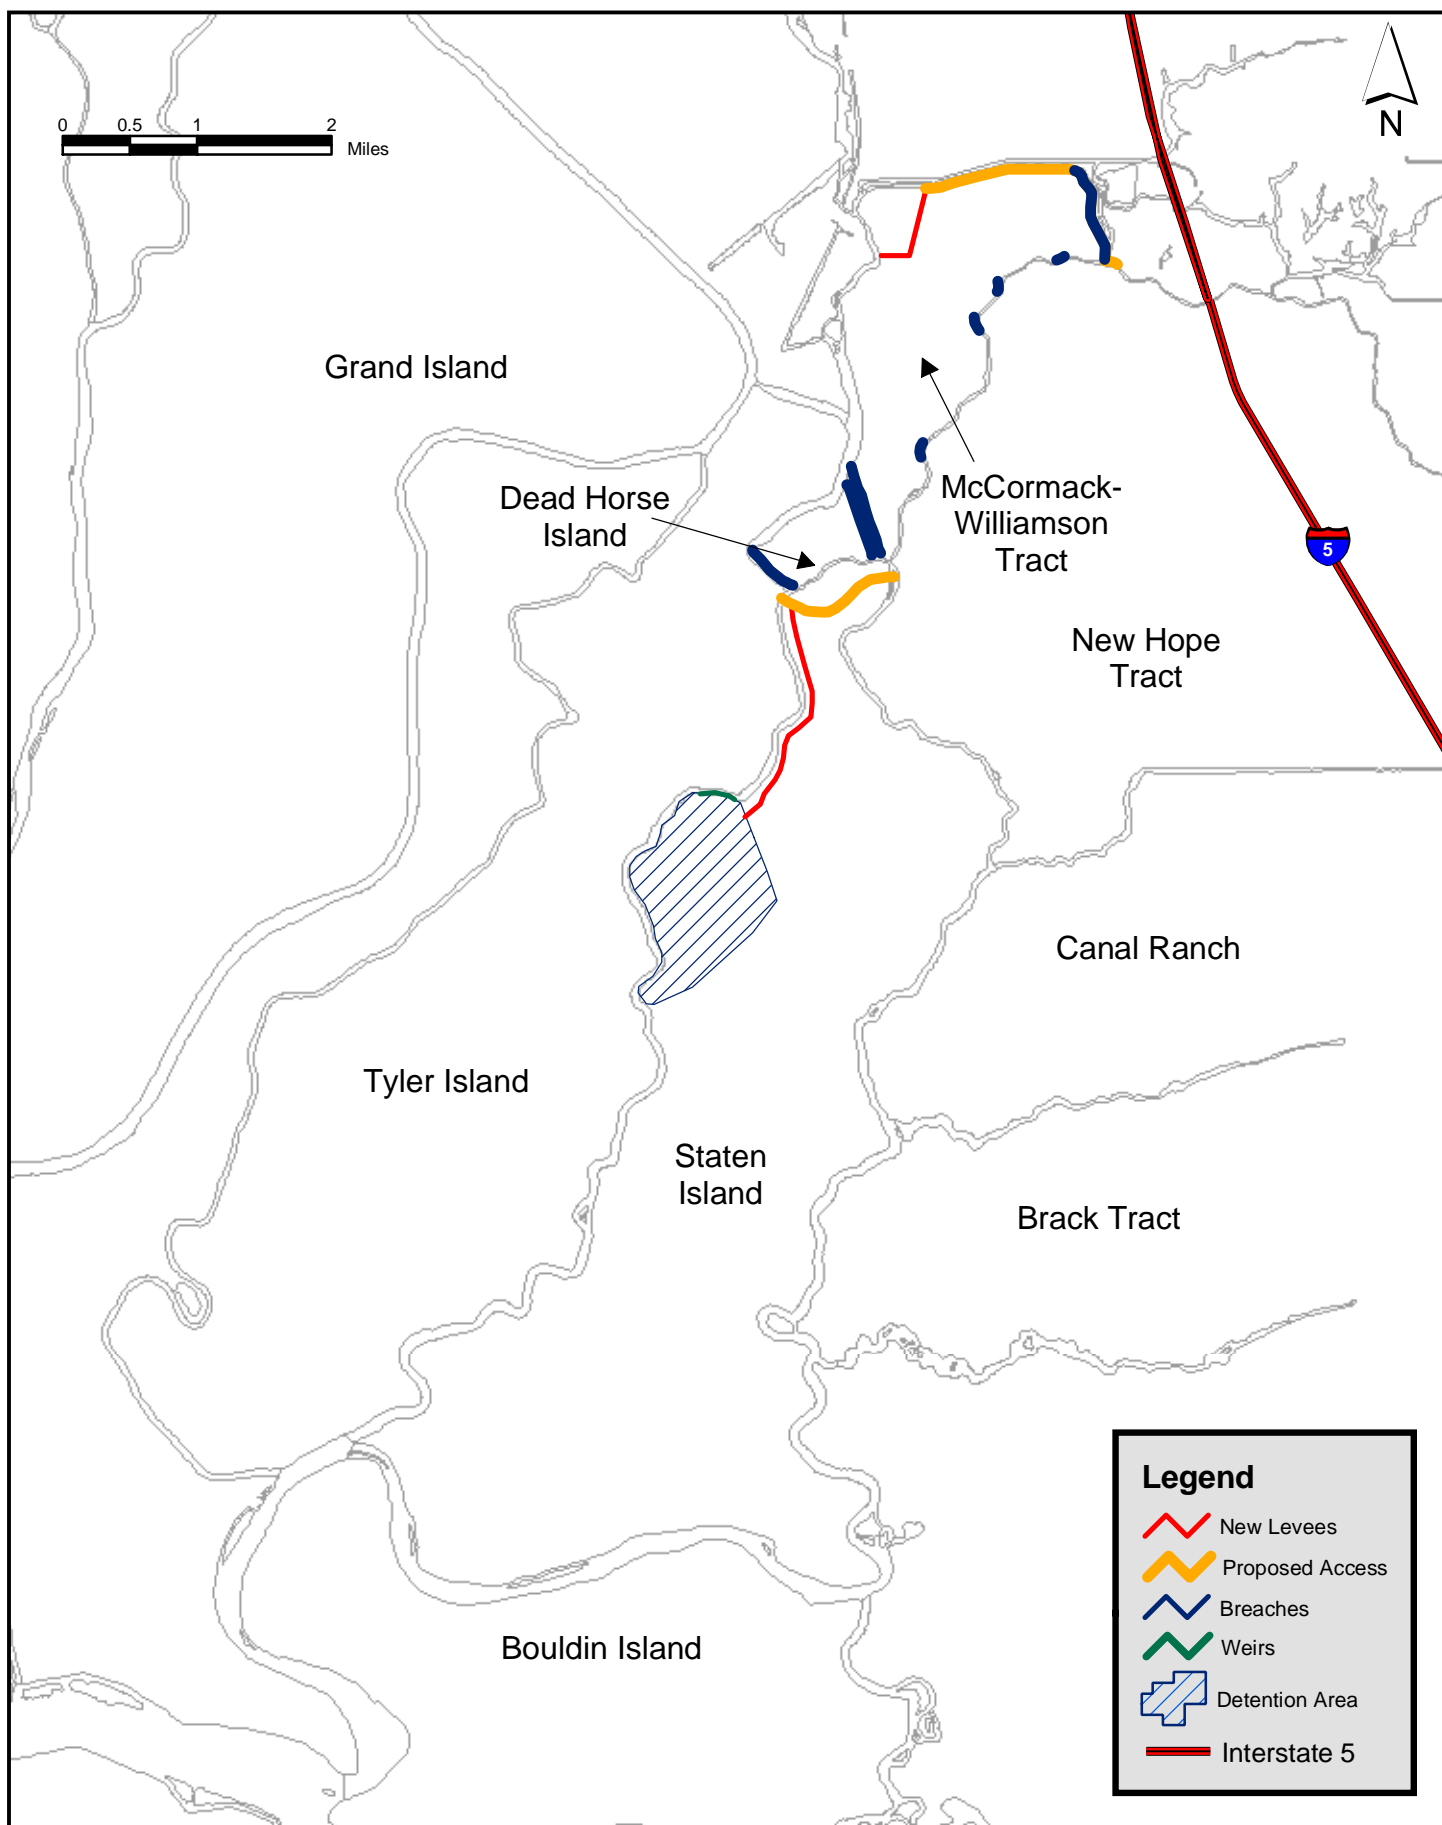 0 0.5 1 2
Miles
N
Grand Island
Dead Horse
Island
McCormack-
Williamson
Tract
5
New Hope
Tract
Canal Ranch
Tyler Island
Staten
Island
Brack Tract
Bouldin Island
Legend
New Levees
Proposed Access
Breaches
Weirs
Detention Area
Interstate 5